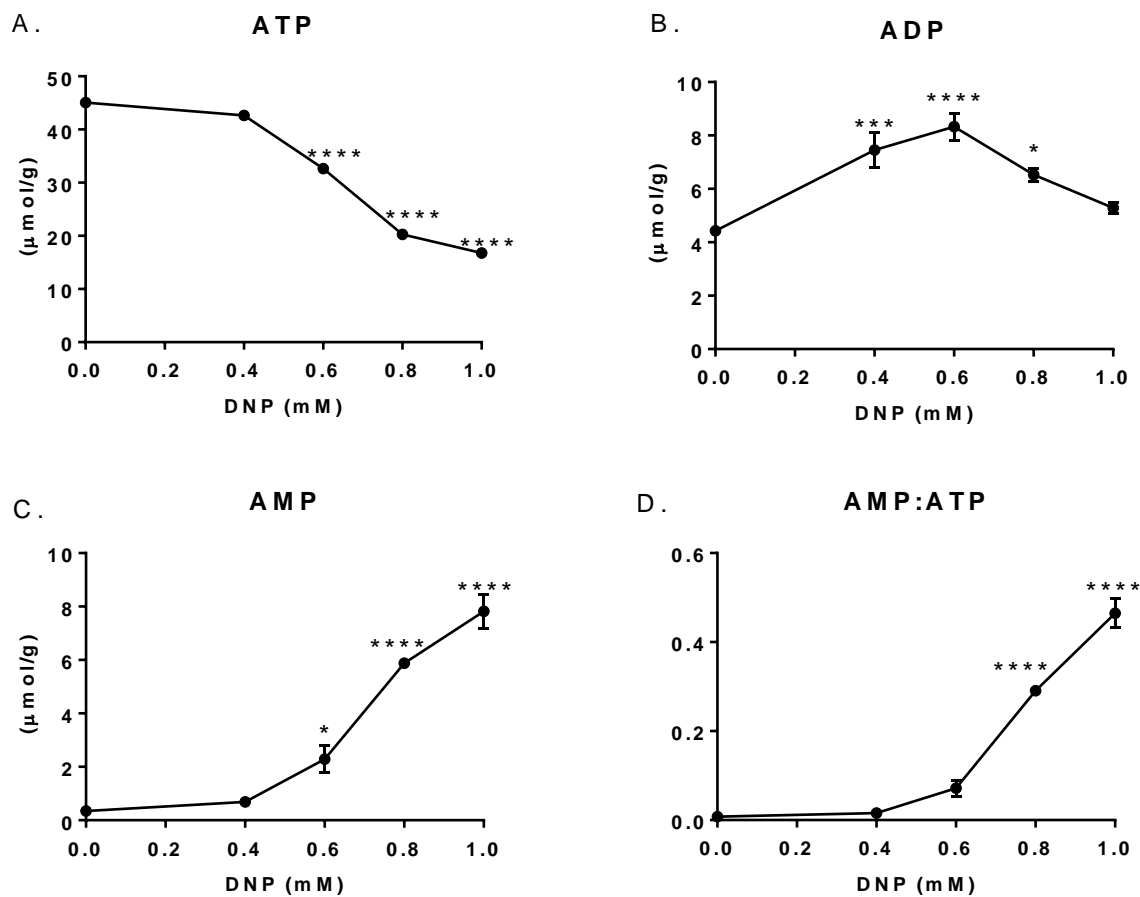 A.
ATP
50
40
30
20
10
0
(μmol/g)
****
****
****
0.0 0.2 0.4 0.6 0.8 1.0
DNP (mM)
B.
ADP
10
8
6
4
2
0
(μmol/g)
***
****
*
0.0 0.2 0.4 0.6 0.8 1.0
DNP (mM)
C.
AMP
10
8
6
4
2
0
(μmol/g)
*
****
****
0.0 0.2 0.4 0.6 0.8 1.0
DNP (mM)
D.
AMP:ATP
0.6
0.4
0.2
0.0
****
****
0.0 0.2 0.4 0.6 0.8 1.0
DNP (mM)